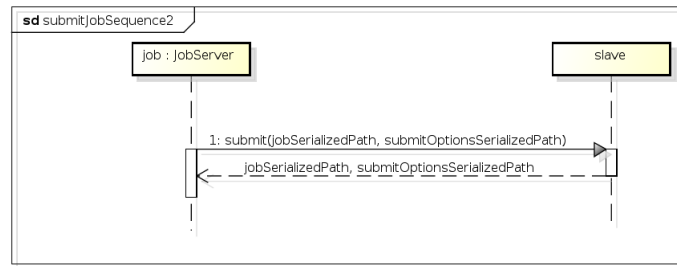 sd submitJobSequence2
job : JobServer
slave
1: submit(jobSerializedPath, submitOptionsSerializedPath)
jobSerializedPath, submitOptionsSerializedPath